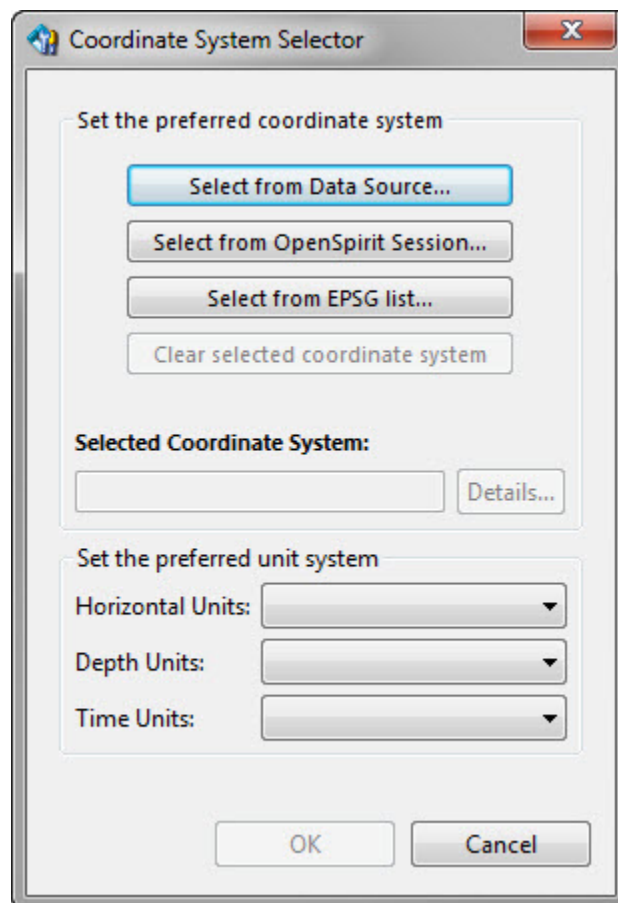 Coordinate System Selector
Set the preferred coordinate system
Select from Data Source...
Select from OpenSpirit Session...
Select from EPSG list...
Clear selected coordinate system
Selected Coordinate System:
Details...
Set the preferred unit system
Horizontal Units:
Depth Units:
Time Units:
OK Cancel